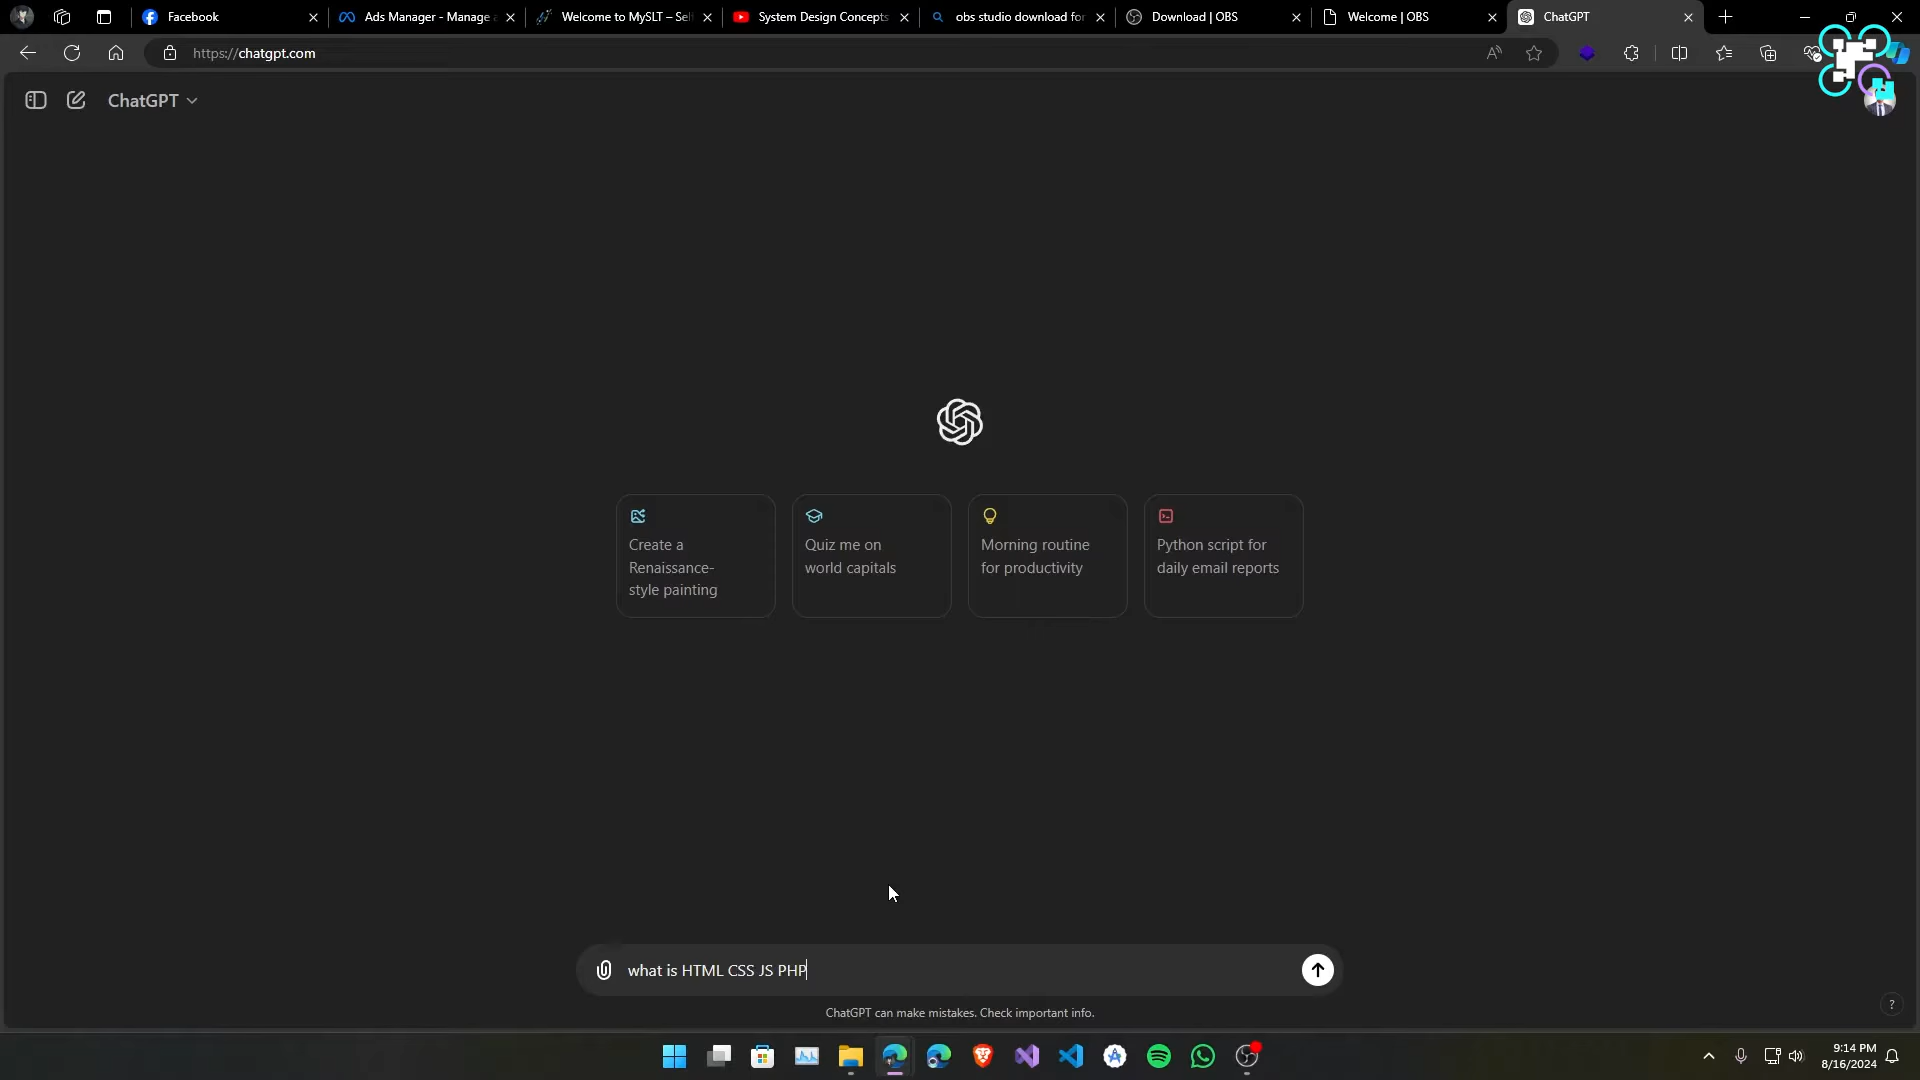 Facebook
Ads Manager - Manage a
Welcome to MySLT – Self
System Design Concepts
obs studio download for
Download | OBS
Welcome | OBS
ChatGPT
https://chatgpt.com
ChatGPT
Create a
Renaissance-
style painting
Quiz me on
world capitals
Morning routine
for productivity
Python script for
daily email reports
what is HTML CSS JS PHP
ChatGPT can make mistakes. Check important info.
?
9:14 PM
8/16/2024